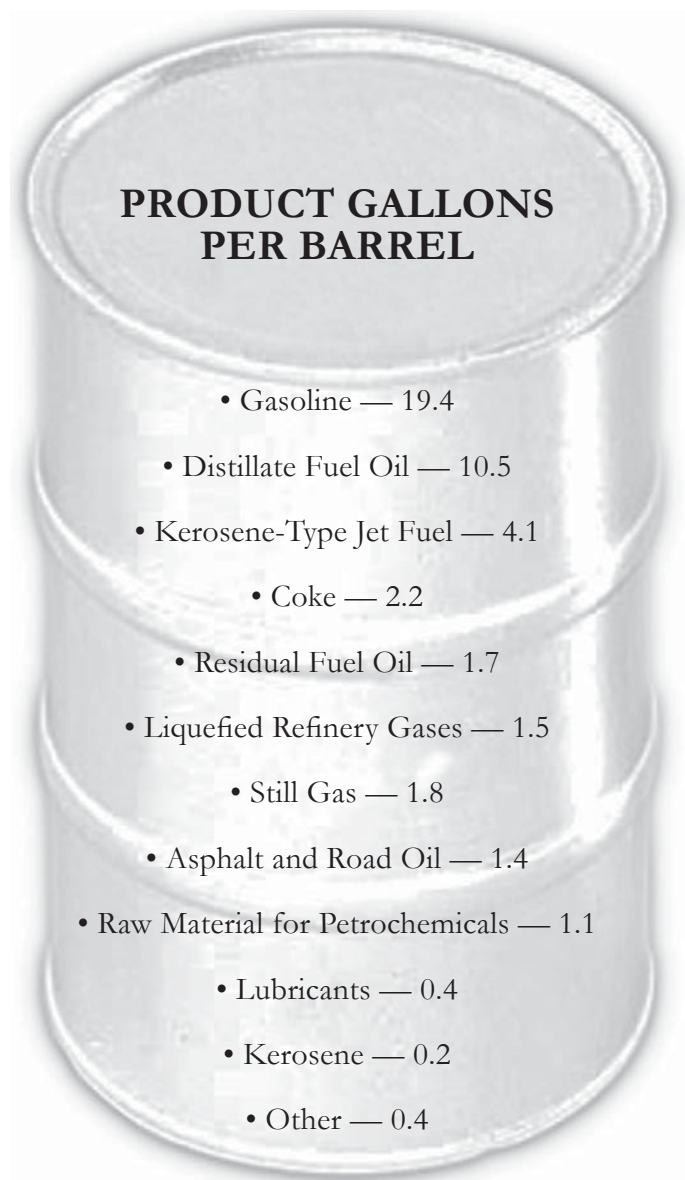 PRODUCT GALLONS
PER BARREL
• Gasoline — 19.4
• Distillate Fuel Oil — 10.5
• Kerosene-Type Jet Fuel — 4.1
• Coke — 2.2
• Residual Fuel Oil — 1.7
• Liquefied Refinery Gases — 1.5
• Still Gas — 1.8
• Asphalt and Road Oil — 1.4
• Raw Material for Petrochemicals — 1.1
• Lubricants — 0.4
• Kerosene — 0.2
• Other — 0.4